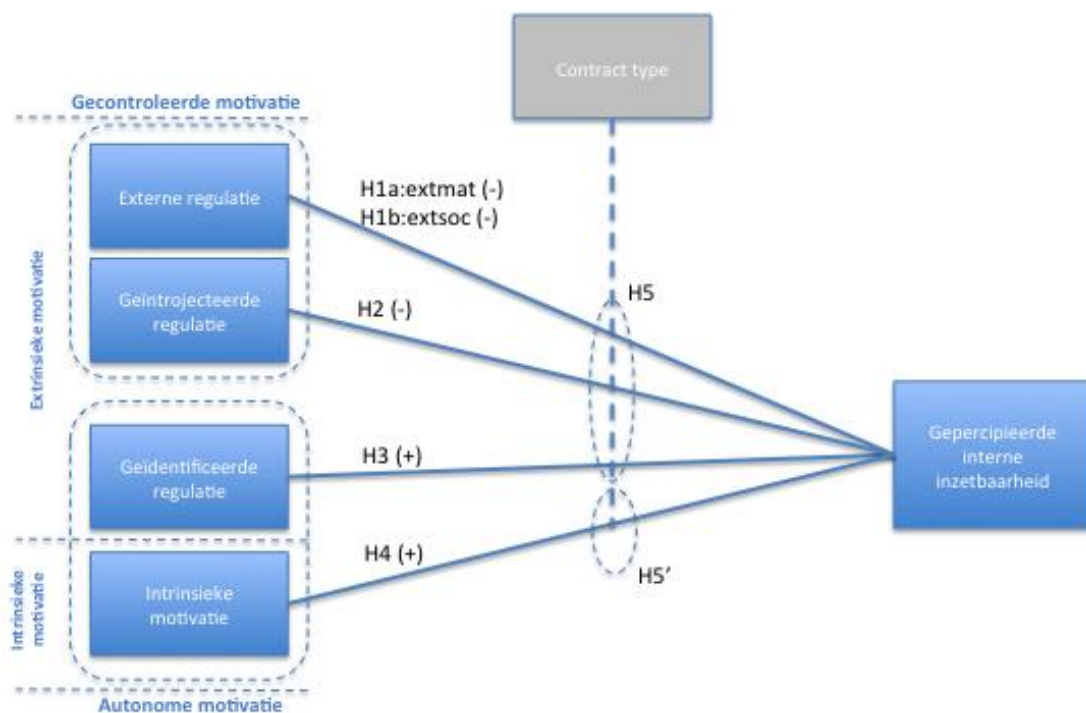 Contract type
Gecontroleerde motivatie
Externe regulatie
H1a:extmat (-)
H1b:extsoc (-)
Extrinsieke motivatie
Geïntrojecteerde
regulatie
H2 (-)
H5
Geïdentificeerde
regulatie
H3 (+)
Gepercipieerde
interne
inzetbaarheid
Intrinsieke
motivatie
Intrinsieke
motivatie
H4 (+)
H5'
Autonome motivatie